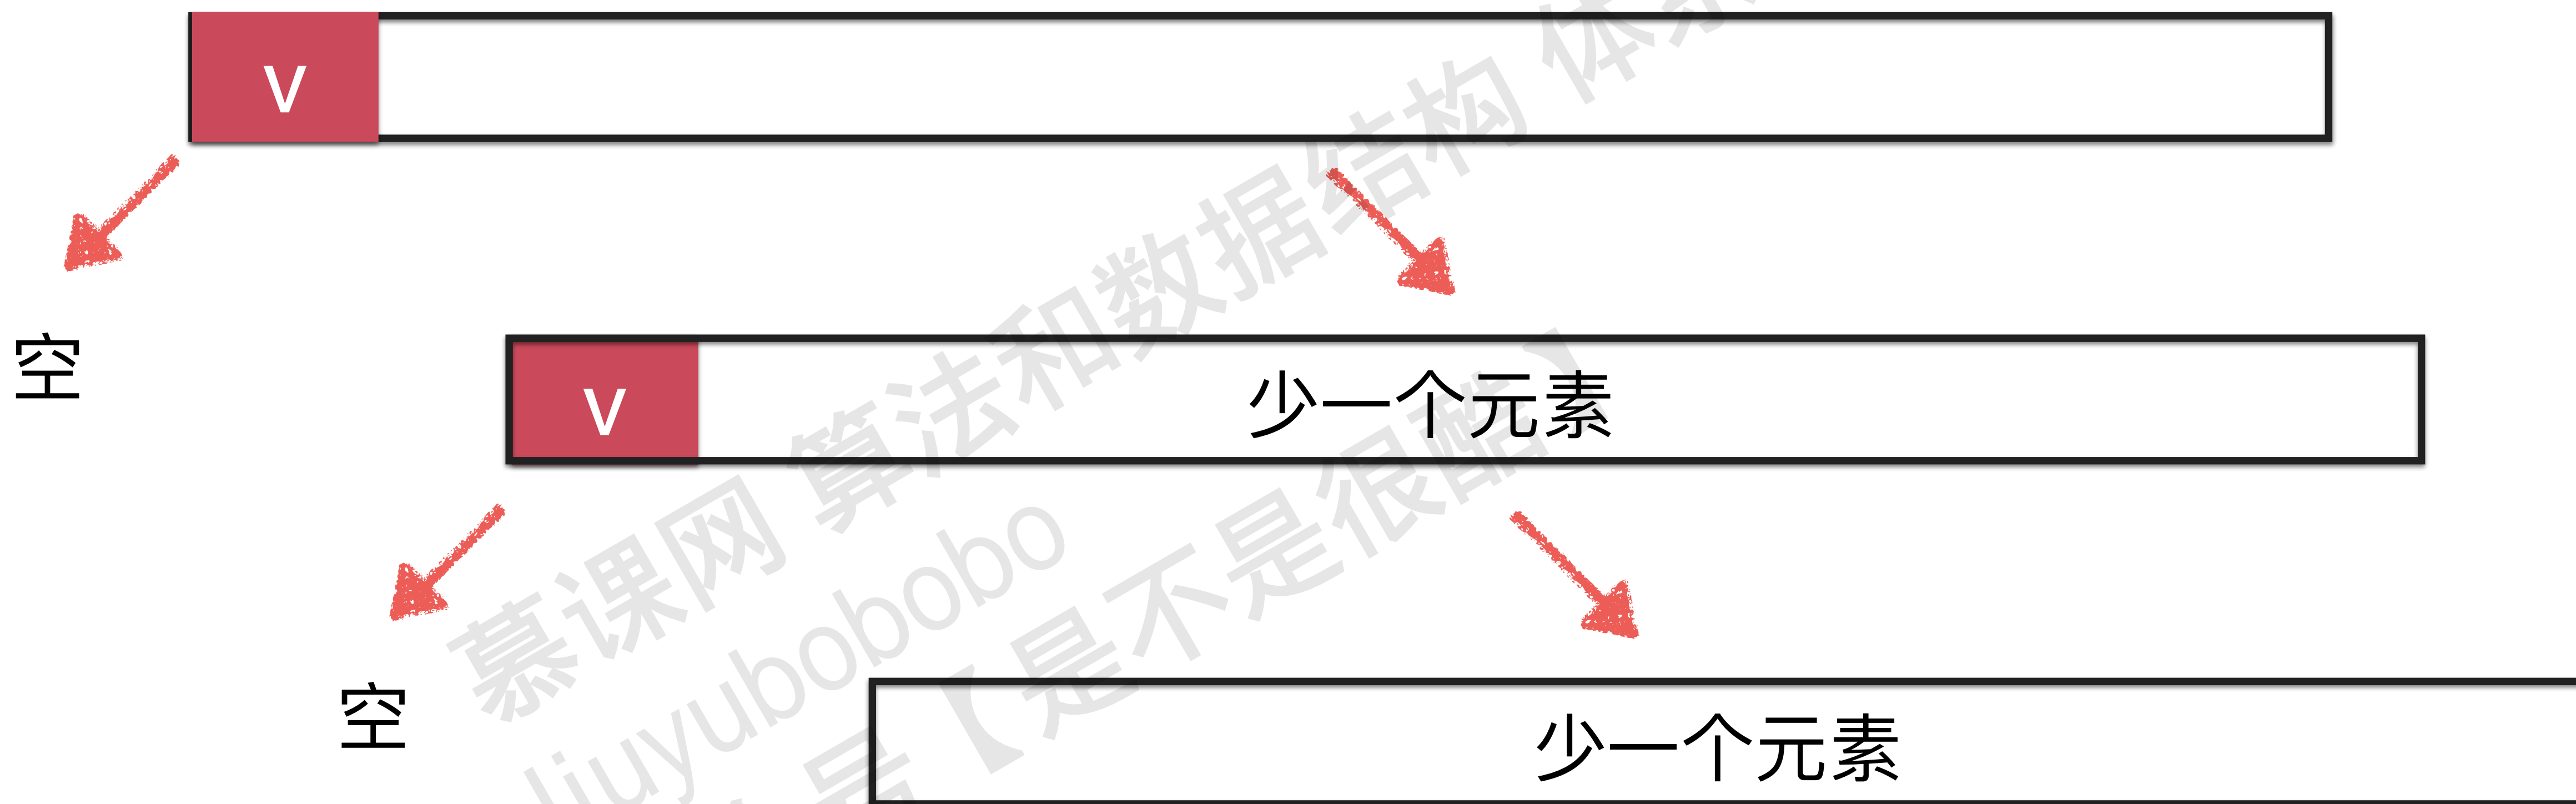 v
空
v
少一个元素
空
少一个元素
慕课网 算法和数据结构 体系
liuyubobobo
号【是不是很酷】